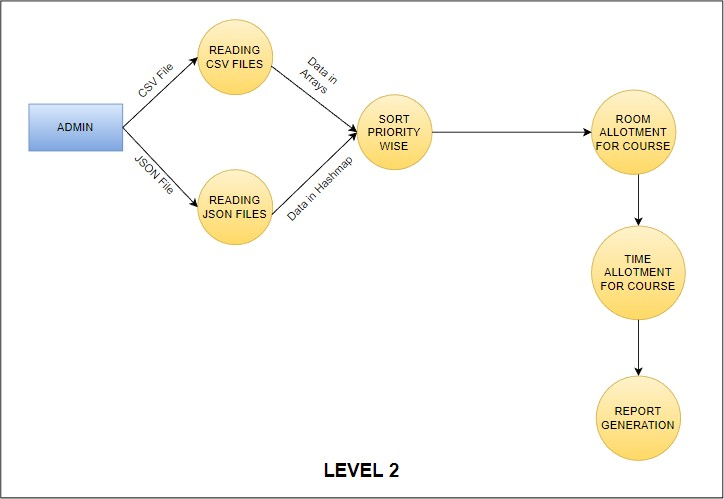 READING
CSV FILES
CSV File
Data in
Arrays
ADMIN
SORT
PRIORITY
WISE
ROOM
ALLOTMENT
FOR COURSE
JSON File
READING
JSON FILES
Data in Hashmap
TIME
ALLOTMENT
FOR COURSE
REPORT
GENERATION
LEVEL 2